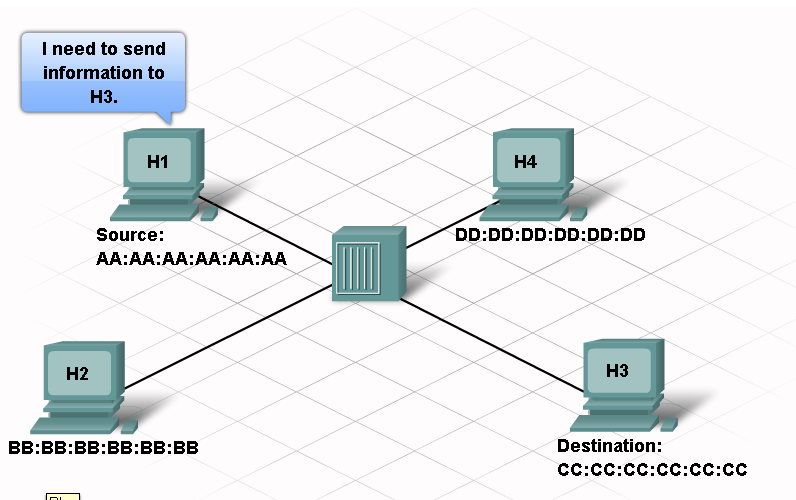 I need to send
information to
H3.
H1
H4
Source:
AA:AA:AA:AA:AA:AA
DD:DD:DD:DD:DD:DD
H2
H3
BB:BB:BB:BB:BB:BB
Destination:
CC:CC:CC:CC:CC:CC